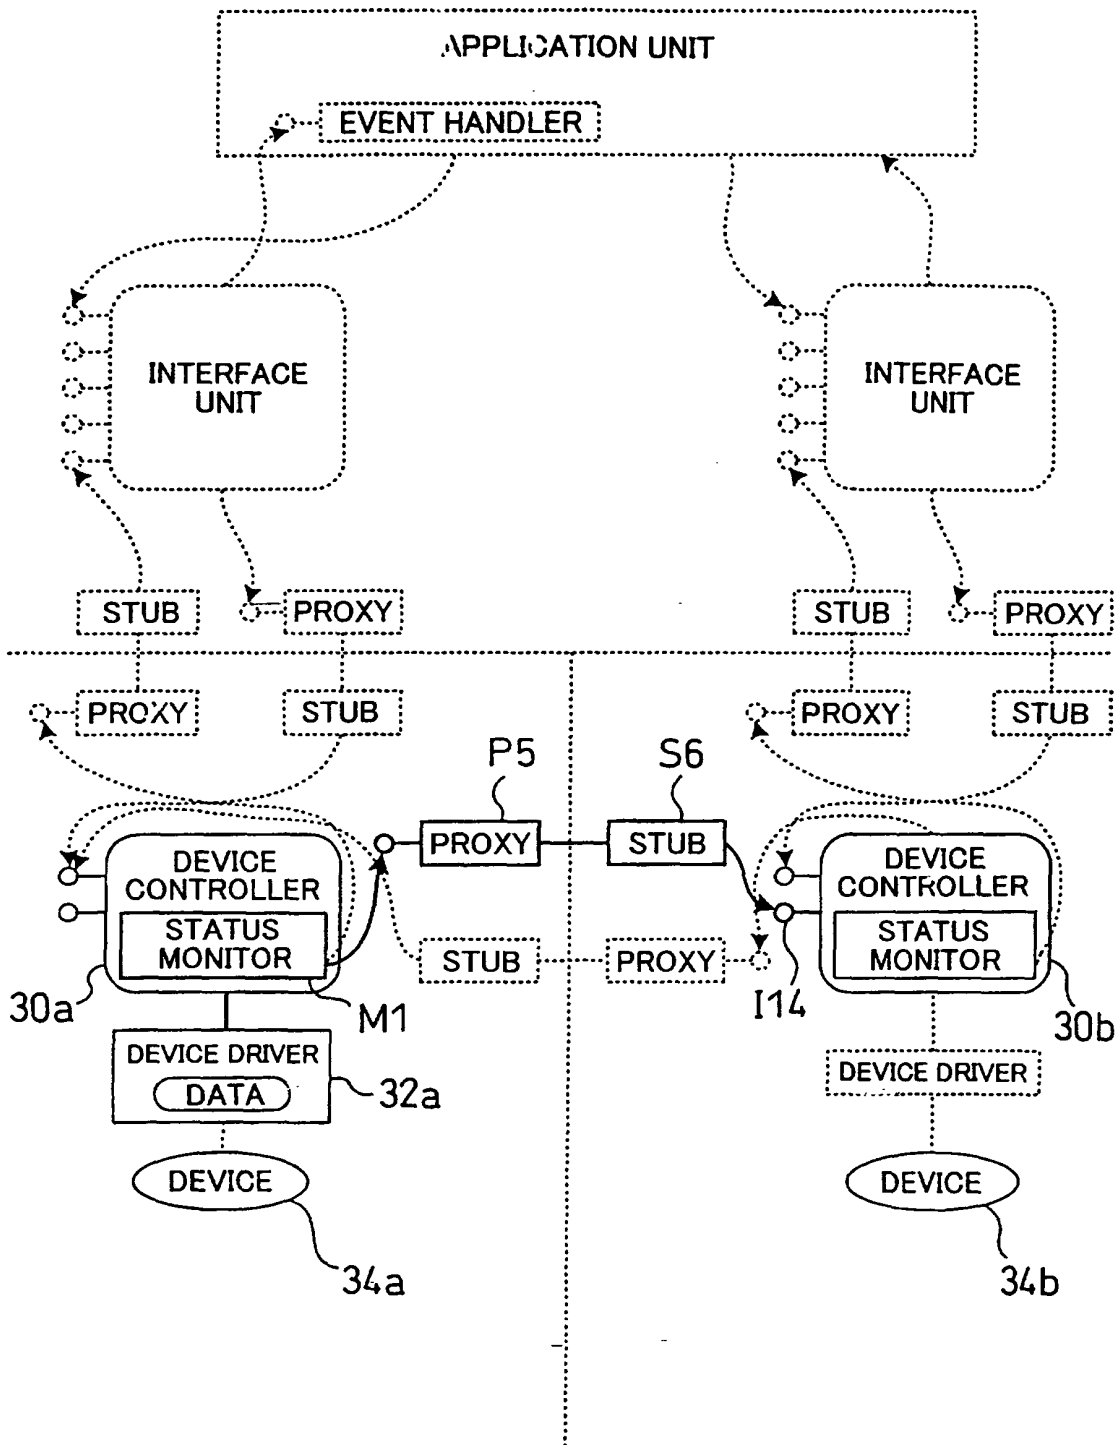 APPLICATION UNIT
EVENT HANDLER
INTERFACE
UNIT
INTERFACE
UNIT
STUB
PROXY
STUB
PROXY
PROXY
STUB
PROXY
STUB
P5
S6
PROXY
STUB
DEVICE
CONTROLLER
STATUS
MONITOR
DEVICE
CONTROLLER
STATUS
MONITOR
STUB
PROXY
30a
M1
I14
30b
DEVICE DRIVER
DATA
32a
DEVICE DRIVER
DEVICE
DEVICE
34a
34b